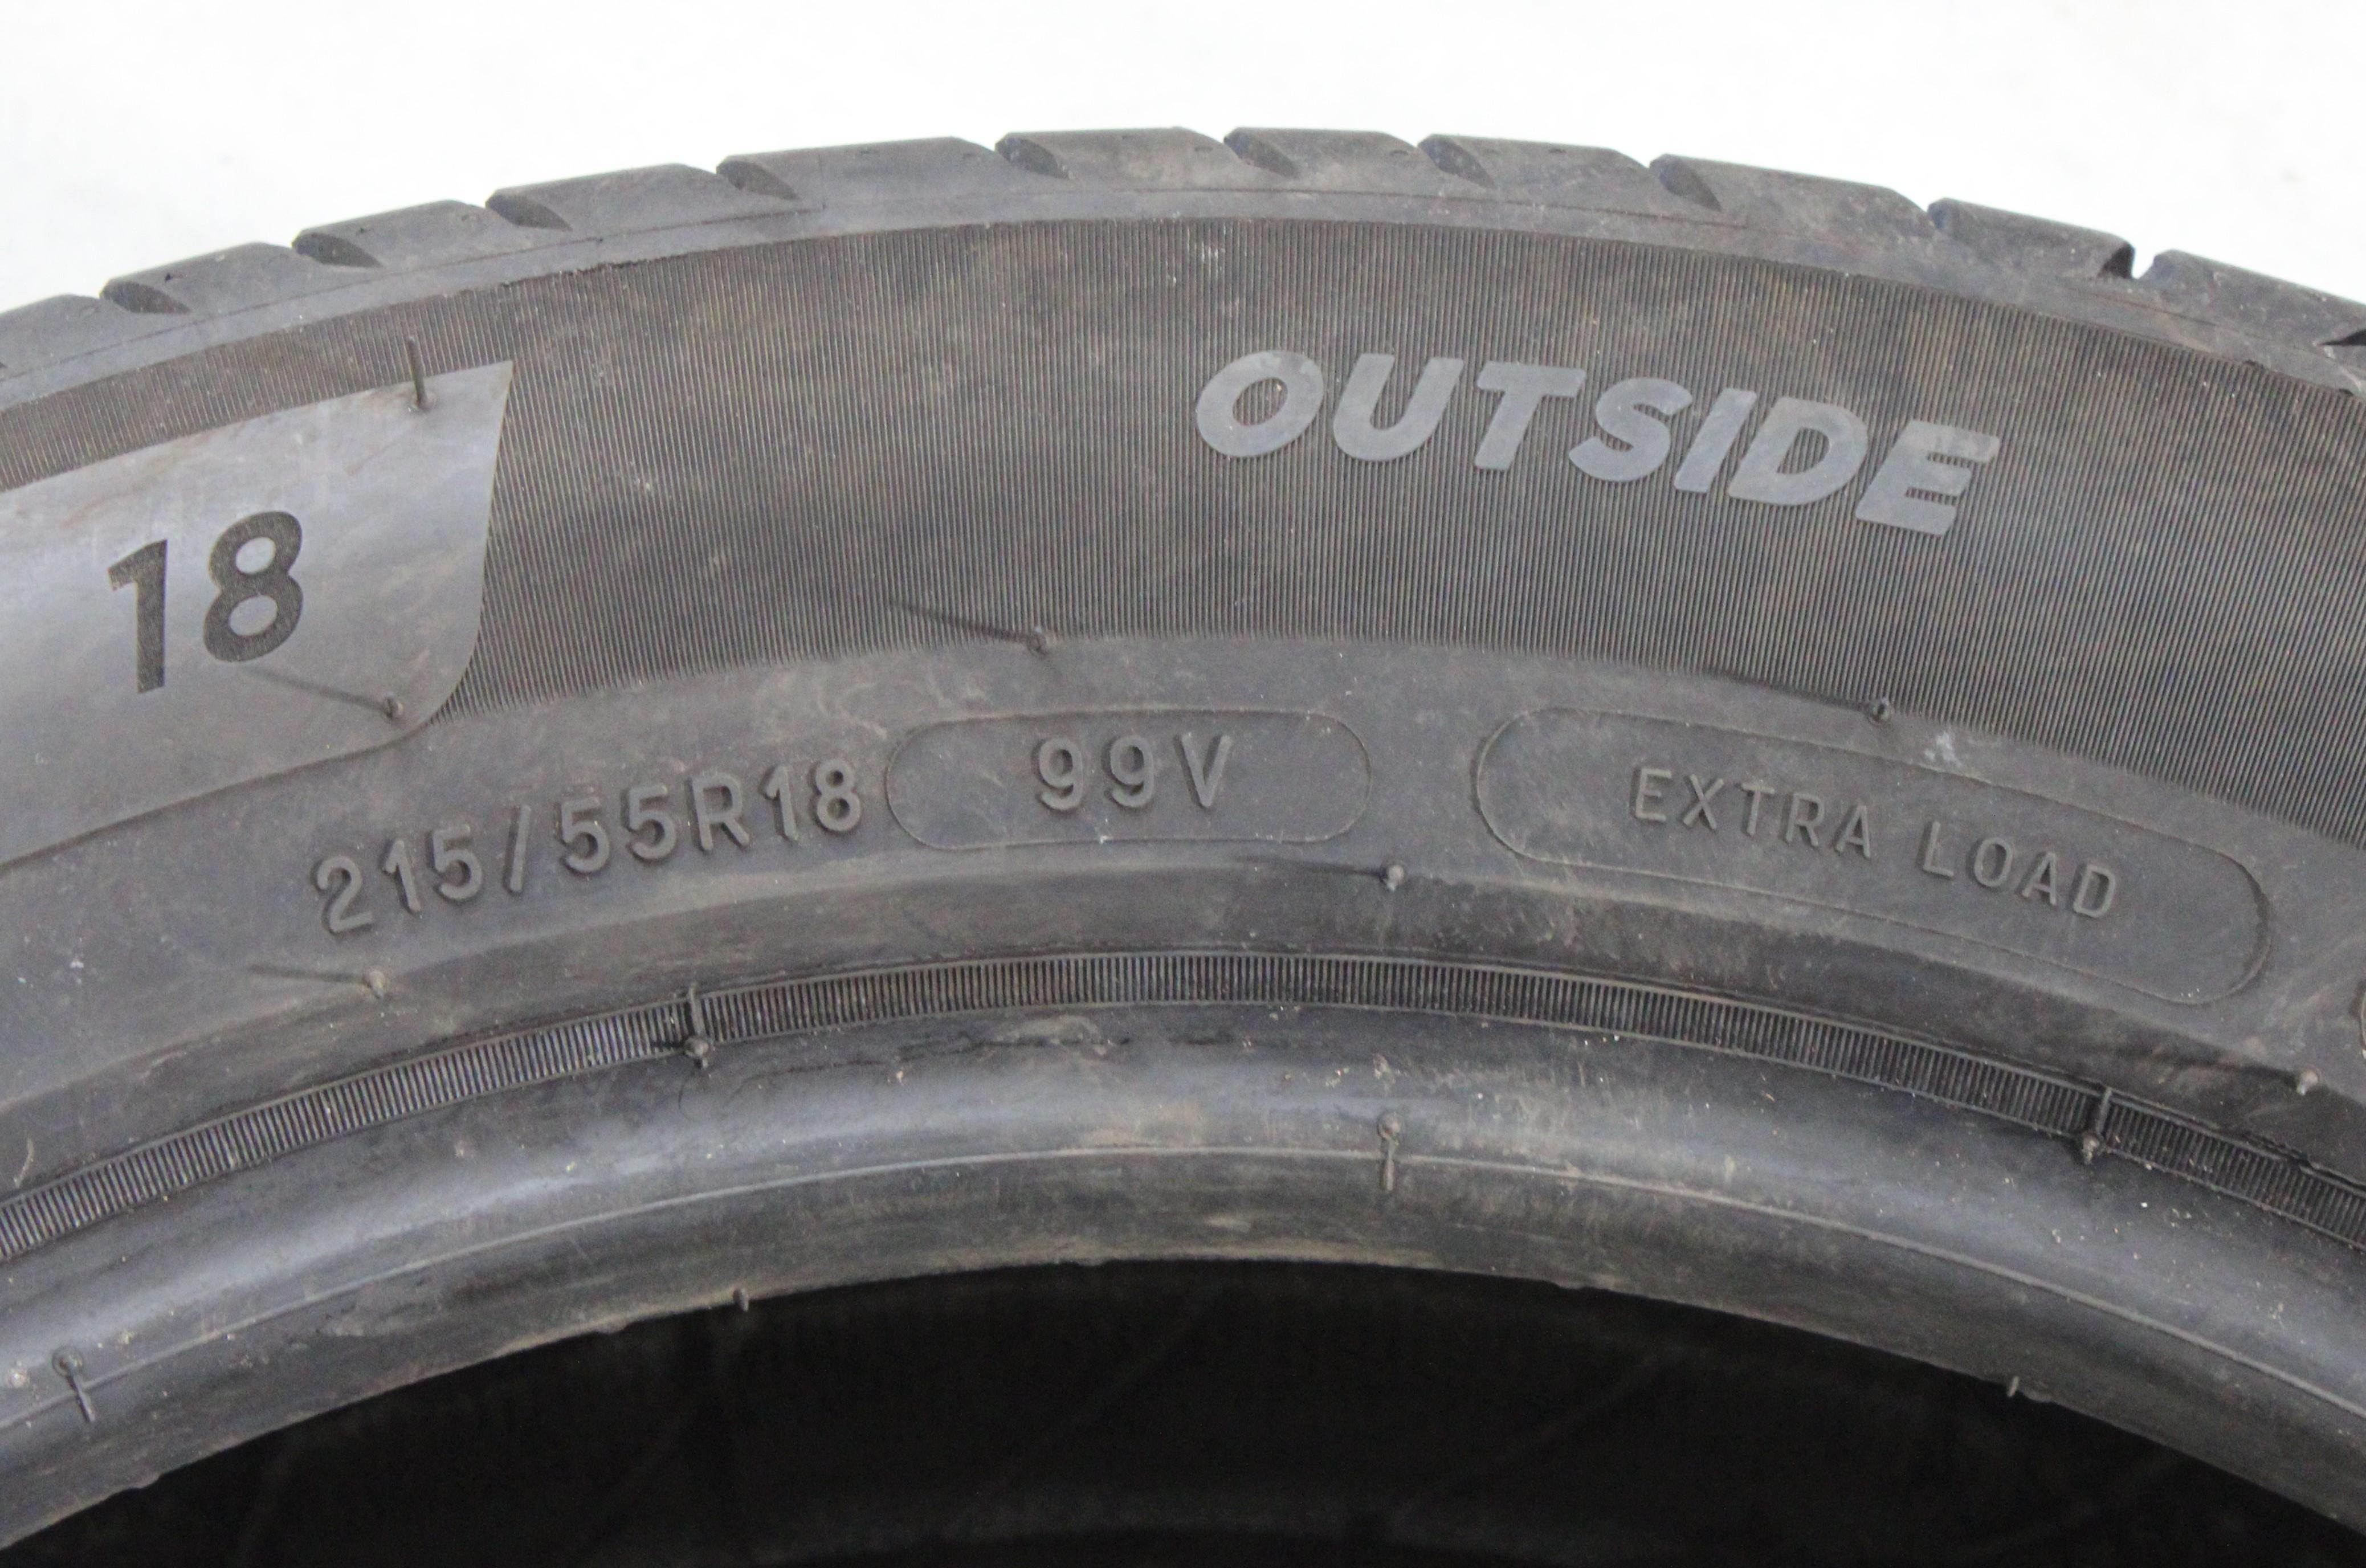 OUTSIDE
18
215/55R18 99V EXTRA LOAD